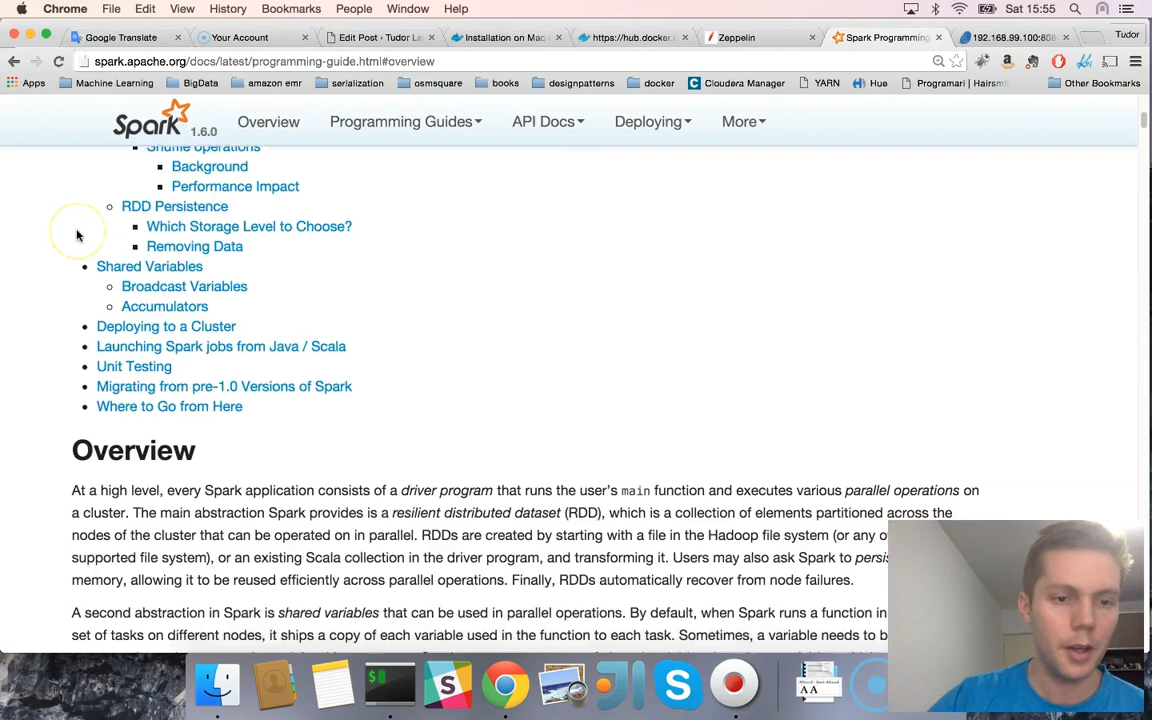 Chrome File Edit View History Bookmarks People Window Help Sat 15:55
Google Translate Your Account Edit Post ‹ Tudor La Installation on Mac https://hub.docker.e Zeppelin Spark Programming 192.168.99.100:808 Tudor
spark.apache.org/docs/latest/programming-guide.html#overview
Apps Machine Learning BigData amazon emr serialization osmsquare books designpatterns docker Cloudera Manager YARN Hue Programari | Hairsm Other Bookmarks
Spark 1.6.0 Overview Programming Guides API Docs Deploying More
Shuffle operations
Background
Performance Impact
RDD Persistence
Which Storage Level to Choose?
Removing Data
Shared Variables
Broadcast Variables
Accumulators
Deploying to a Cluster
Launching Spark jobs from Java / Scala
Unit Testing
Migrating from pre-1.0 Versions of Spark
Where to Go from Here
Overview
At a high level, every Spark application consists of a driver program that runs the user's main function and executes various parallel operations on
a cluster. The main abstraction Spark provides is a resilient distributed dataset (RDD), which is a collection of elements partitioned across the
nodes of the cluster that can be operated on in parallel. RDDs are created by starting with a file in the Hadoop file system (or any o
supported file system), or an existing Scala collection in the driver program, and transforming it. Users may also ask Spark to persis
memory, allowing it to be reused efficiently across parallel operations. Finally, RDDs automatically recover from node failures.
A second abstraction in Spark is shared variables that can be used in parallel operations. By default, when Spark runs a function in
set of tasks on different nodes, it ships a copy of each variable used in the function to each task. Sometimes, a variable needs to b